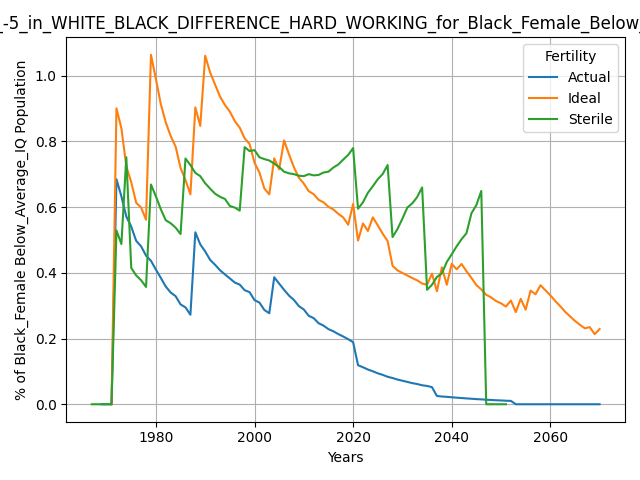 _-5_in_WHITE_BLACK_DIFFERENCE_HARD_WORKING_for_Black_Female_Below_
Fertility
Actual
Ideal
Sterile
% of Black_Female Below_Average_IQ Population
1.0
0.8
0.6
0.4
0.2
0.0
1980 2000 2020 2040 2060
Years